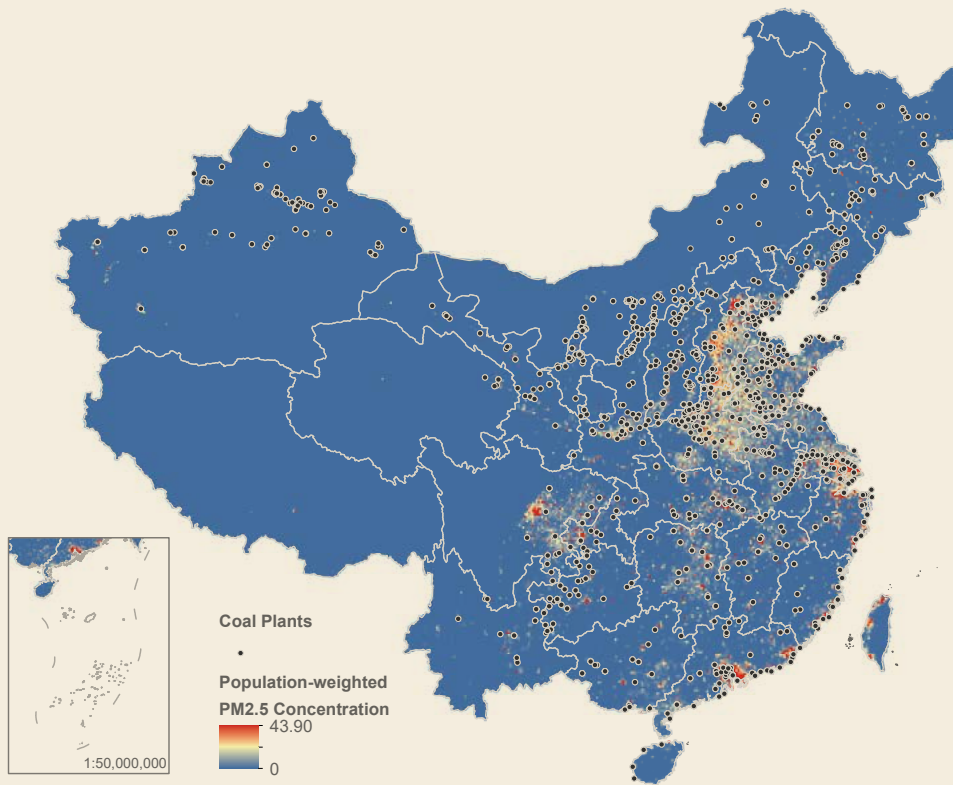 Coal Plants
Population-weighted
PM2.5 Concentration
43.90
0
1:50,000,000